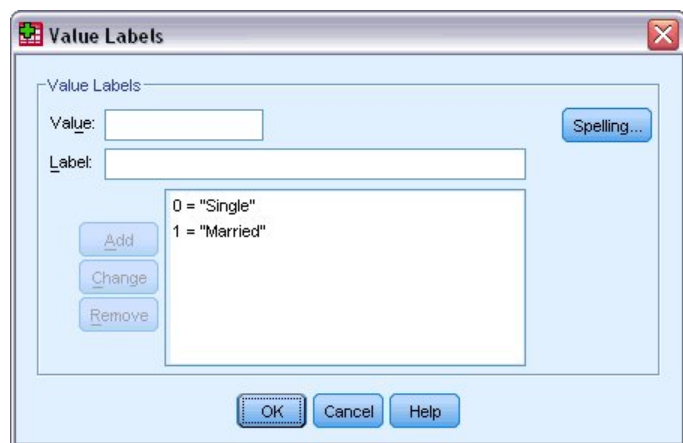 Value Labels
Value Labels
Value:
Spelling...
Label:
0 = "Single"
1 = "Married"
Add
Change
Remove
OK Cancel Help